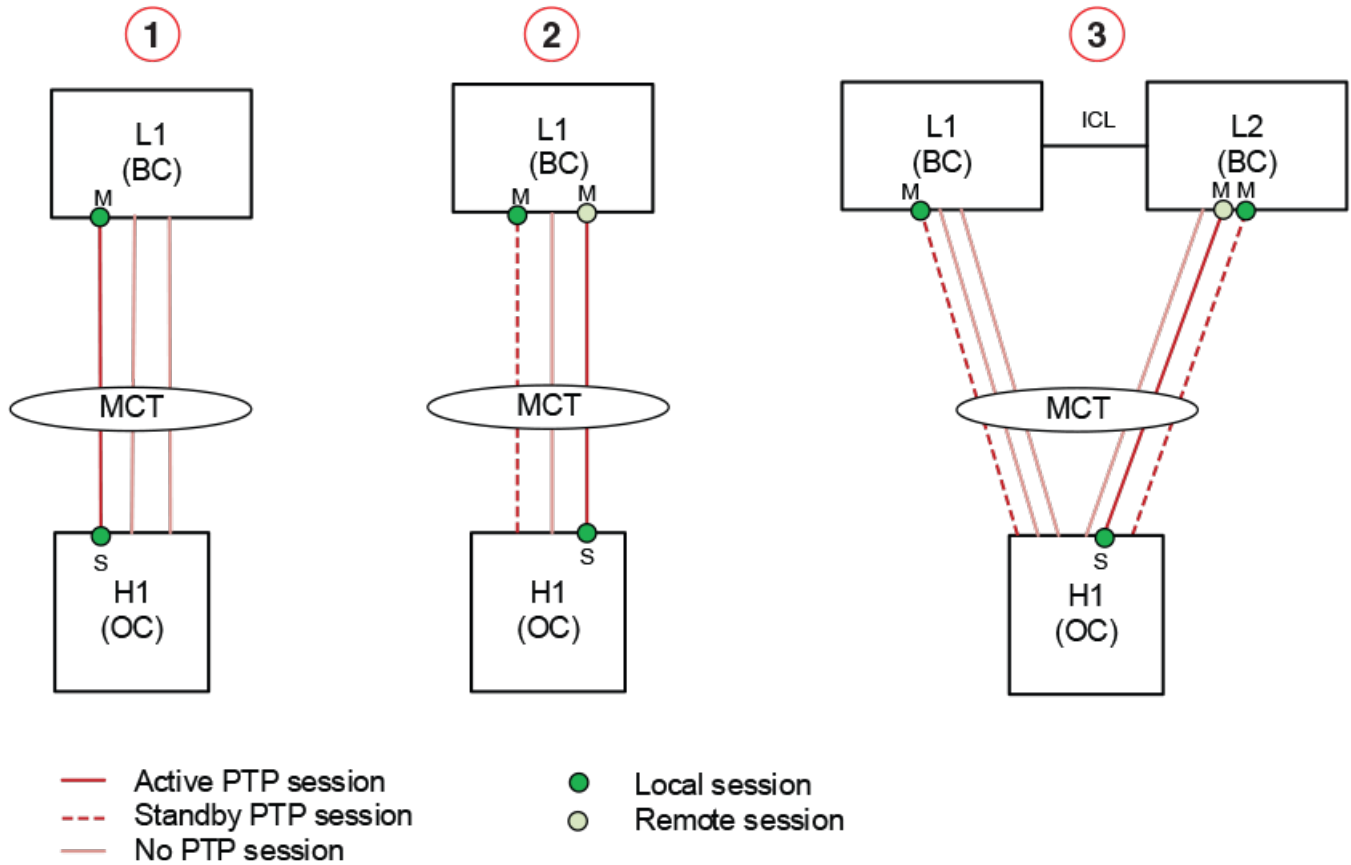 1
2
3
L1
(BC)
M
L1
(BC)
M
M
L1
(BC)
M
ICL
L2
(BC)
M M
MCT
MCT
MCT
S
H1
(OC)
S
H1
(OC)
S
H1
(OC)
Active PTP session
Standby PTP session
No PTP session
Local session
Remote session